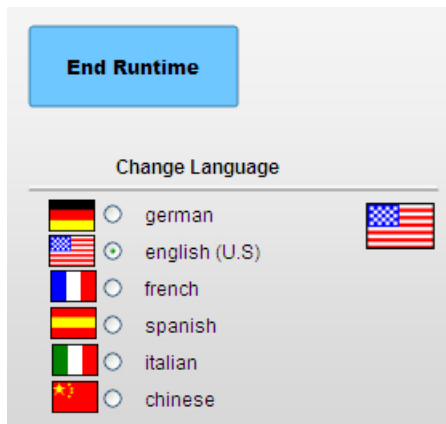 End Runtime
Change Language
german
english (U.S)
french
spanish
italian
chinese